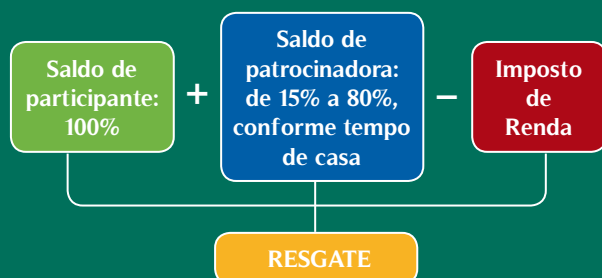 Saldo de
participante:
100%
+
Saldo de
patrocinadora:
de 15% a 80%,
conforme tempo
de casa
–
Imposto
de
Renda
RESGATE